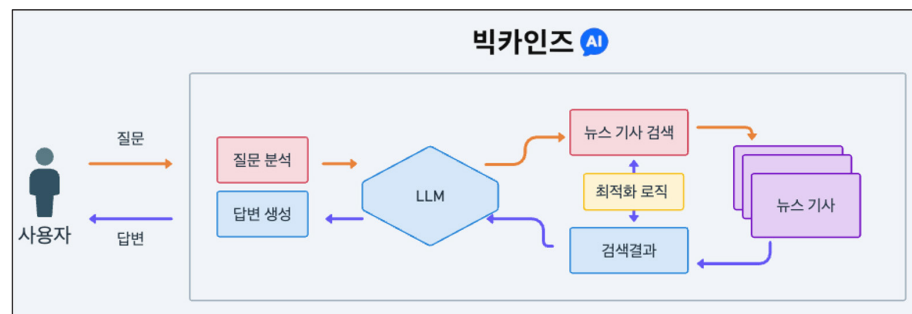 빅카인즈 AI
질문
질문 분석
뉴스 기사 검색
LLM
최적화 로직
뉴스 기사
답변 생성
사용자
답변
검색결과